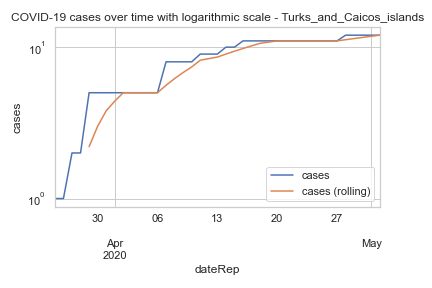 COVID-19 cases over time with logarithmic scale - Turks_and_Caicos_islands
10¹
10⁰
cases
cases
cases (rolling)
30 06 13 20 27
Apr May
2020
dateRep